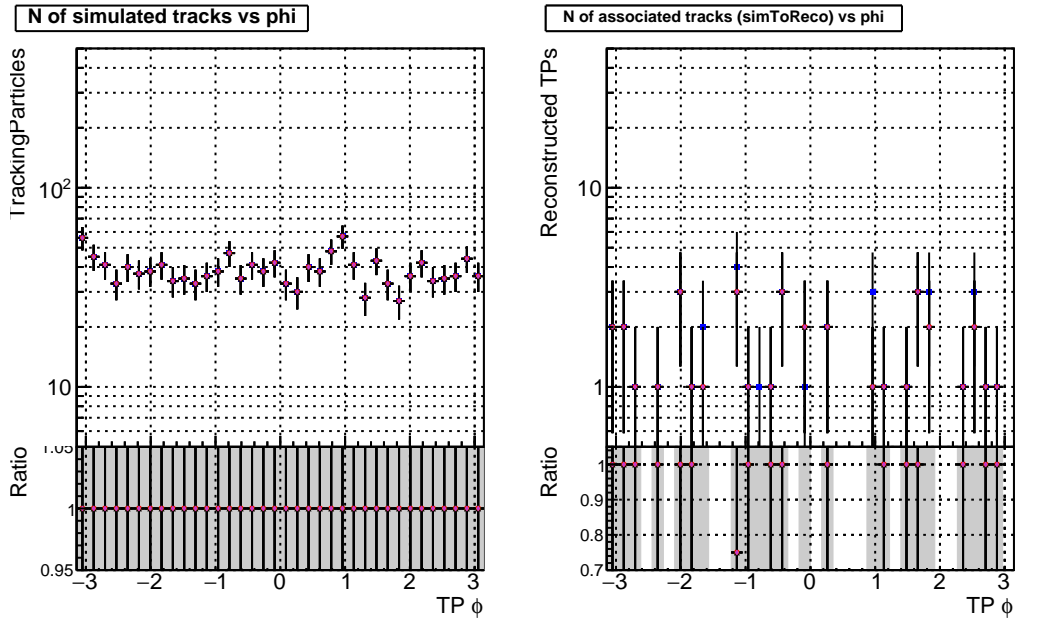 N of simulated tracks vs phi
TrackingParticles
10²
10
Ratio
1.05
1
0.95
−3 −2 −1 0 1 2 3
TP ϕ
N of associated tracks (simToReco) vs phi
Reconstructed TPs
10
1
Ratio
1
0.9
0.8
0.7
−3 −2 −1 0 1 2 3
TP ϕ